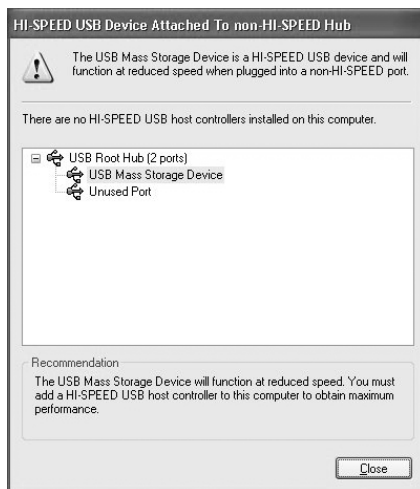 HI-SPEED USB Device Attached To non-HI-SPEED Hub
The USB Mass Storage Device is a HI-SPEED USB device and will
function at reduced speed when plugged into a non-HI-SPEED port.
There are no HI-SPEED USB host controllers installed on this computer.
USB Root Hub (2 ports)
USB Mass Storage Device
Unused Port
Recommendation
The USB Mass Storage Device will function at reduced speed. You must
add a HI-SPEED USB host controller to this computer to obtain maximum
performance.
Close